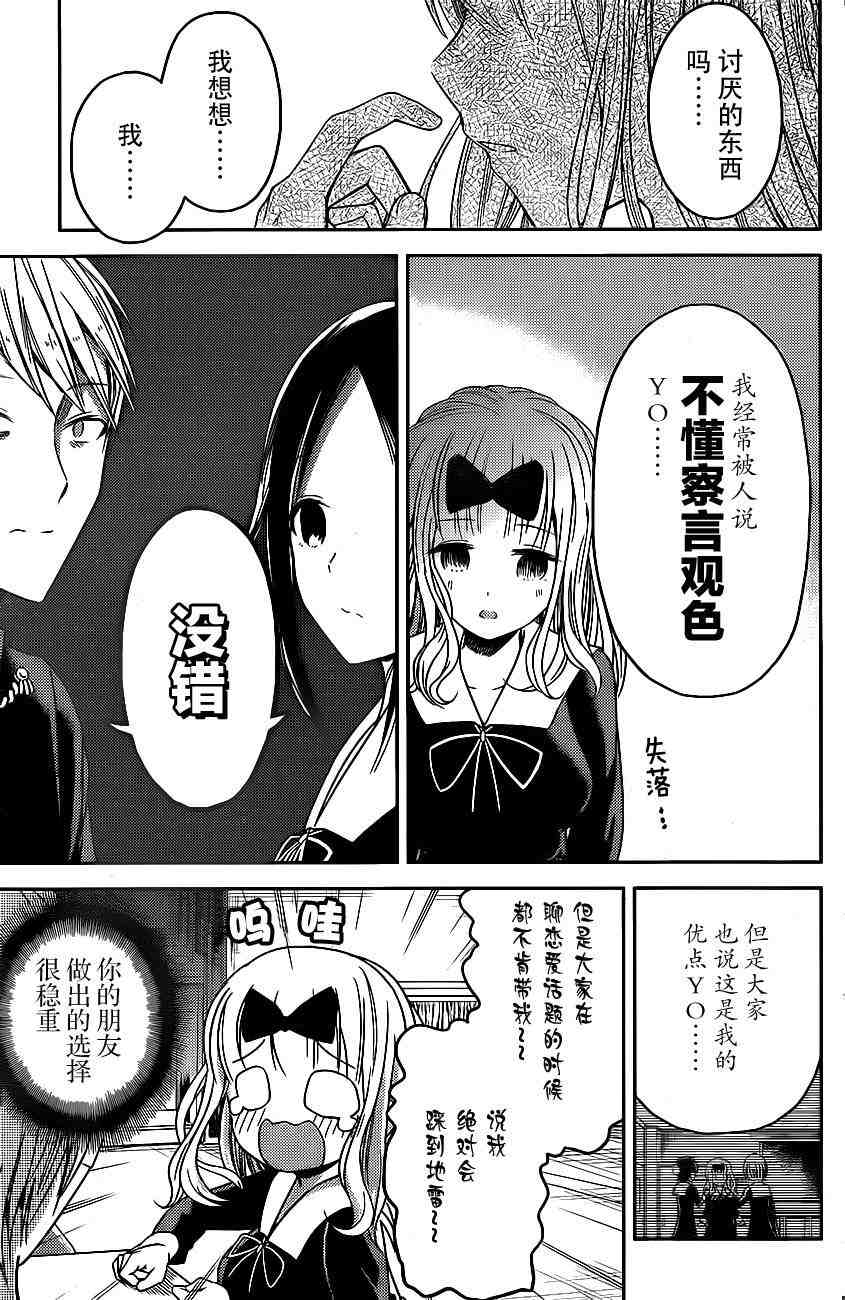 讨厌的东西
吗……
我想想……
我……
我经常被人说
不懂察言观色
YO……
失落…
没错
但是大家
也说这是我的
优点YO……
但是大家在
聊恋爱话题的时候
都不肯带我~~
说我
绝对会
踩到地雷~~
呜哇
你的朋友
做出的选择
很稳重